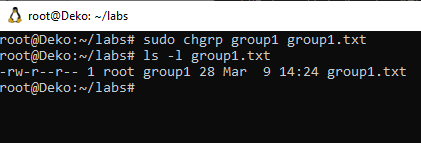 root@Deko: ~/labs
root@Deko:~/labs# sudo chgrp group1 group1.txt
root@Deko:~/labs# ls -l group1.txt
-rw-r--r-- 1 root group1 28 Mar  9 14:24 group1.txt
root@Deko:~/labs#